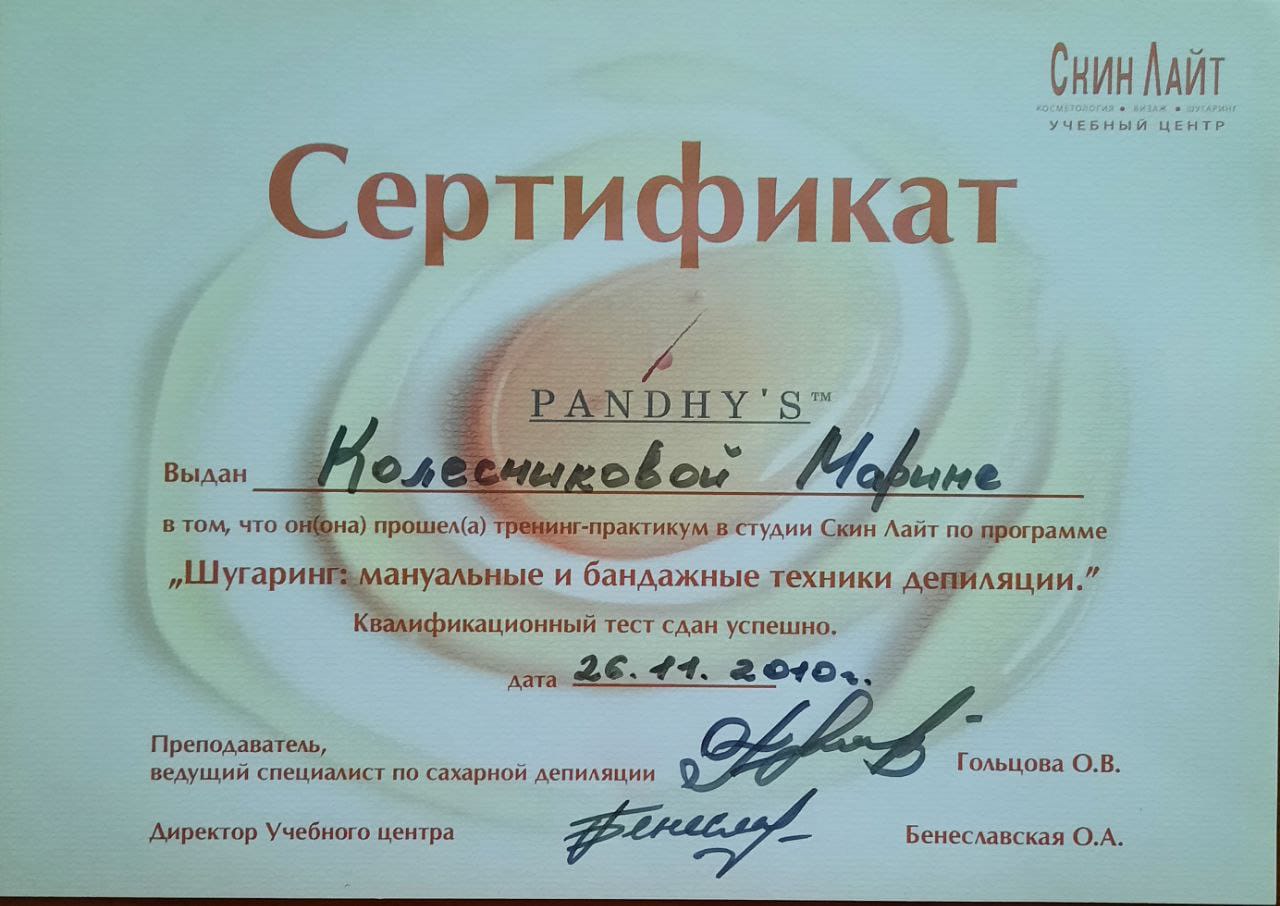 Скин Лайт
косметология • визаж • шугаринг
учебный центр
Сертификат
PANDHY'S™
Выдан Колесниковой Марине
в том, что он(она) прошел(а) тренинг-практикум в студии Скин Лайт по программе
„Шугаринг: мануальные и бандажные техники депиляции.”
Квалификационный тест сдан успешно.
дата 26.11.2010г.
Преподаватель,
ведущий специалист по сахарной депиляции Гольцова О.В.
Директор Учебного центра Бенеслав Бенеславская О.А.